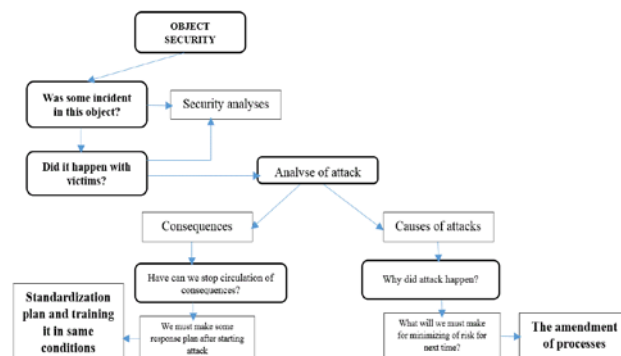 OBJECT
SECURITY
Was some incident
in this object?
Security analyses
Did it happen with
victims?
Analyse of attack
Consequences
Causes of attacks
Have can we stop circulation of
consequences?
Why did attack happen?
Standardization
plan and training
it in same
conditions
We must make some
response plan after starting
attack
What will we must make
for minimizing of risk for
next time?
The amendment
of processes